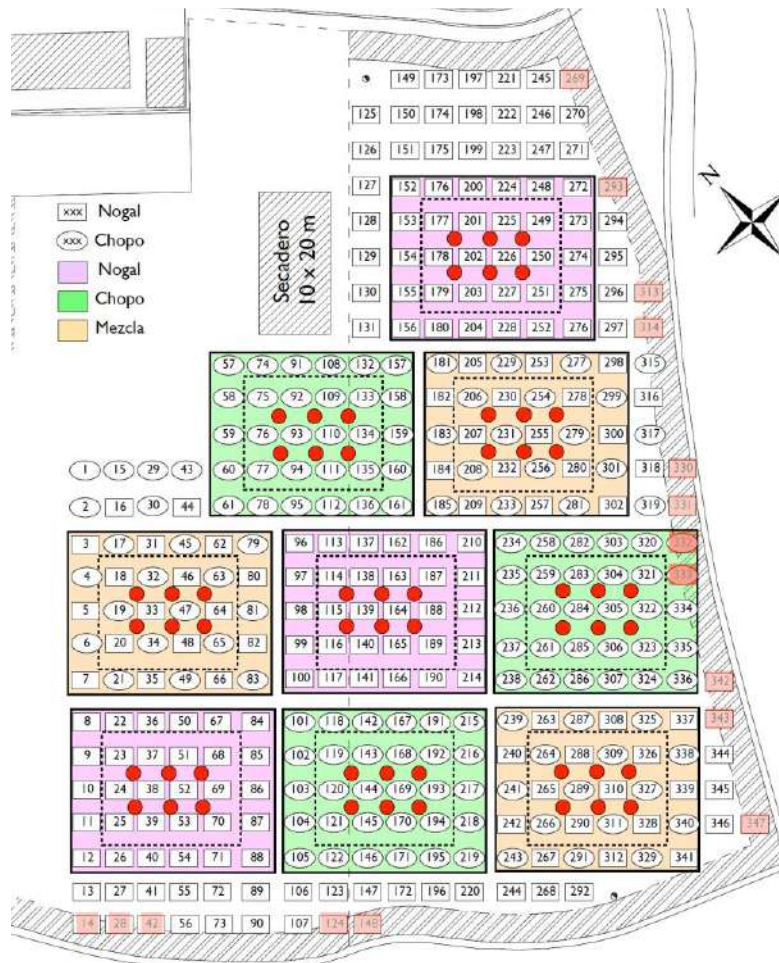 149 173 197 221 245 269
125 150 174 198 222 246 270
126 151 175 199 223 247 271
N
127 152 176 200 224 248 272 293
xxx Nogal
128 153 177 201 225 249 273 294
xxx Chopo
Nogal
Chopo
Mezcla
Secadero
10 x 20 m
129 154 178 202 226 250 274 295
130 155 179 203 227 251 275 296 313
131 156 180 204 228 252 276 297 314
57 74 91 108 132 157 181 205 229 253 277 298 315
58 75 92 109 133 158 182 206 230 254 278 299 316
59 76 93 110 134 159 183 207 231 255 279 300 317
1 15 29 43 60 77 94 111 135 160 184 208 232 256 280 301 318 330
2 16 30 44 61 78 95 112 136 161 185 209 233 257 281 302 319 331
3 17 31 45 62 79 96 113 137 162 186 210 234 258 282 303 320 332
4 18 32 46 63 80 97 114 138 163 187 211 235 259 283 304 321 333
5 19 33 47 64 81 98 115 139 164 188 212 236 260 284 305 322 334
6 20 34 48 65 82 99 116 140 165 189 213 237 261 285 306 323 335
7 21 35 49 66 83 100 117 141 166 190 214 238 262 286 307 324 336 342
8 22 36 50 67 84 101 118 142 167 191 215 239 263 287 308 325 337 343
9 23 37 51 68 85 102 119 143 168 192 216 240 264 288 309 326 338 344
10 24 38 52 69 86 103 120 144 169 193 217 241 265 289 310 327 339 345
11 25 39 53 70 87 104 121 145 170 194 218 242 266 290 311 328 340 346 347
12 26 40 54 71 88 105 122 146 171 195 219 243 267 291 312 329 341
13 27 41 55 72 89 106 123 147 172 196 220 244 268 292
14 28 42 56 73 90 107 124 148